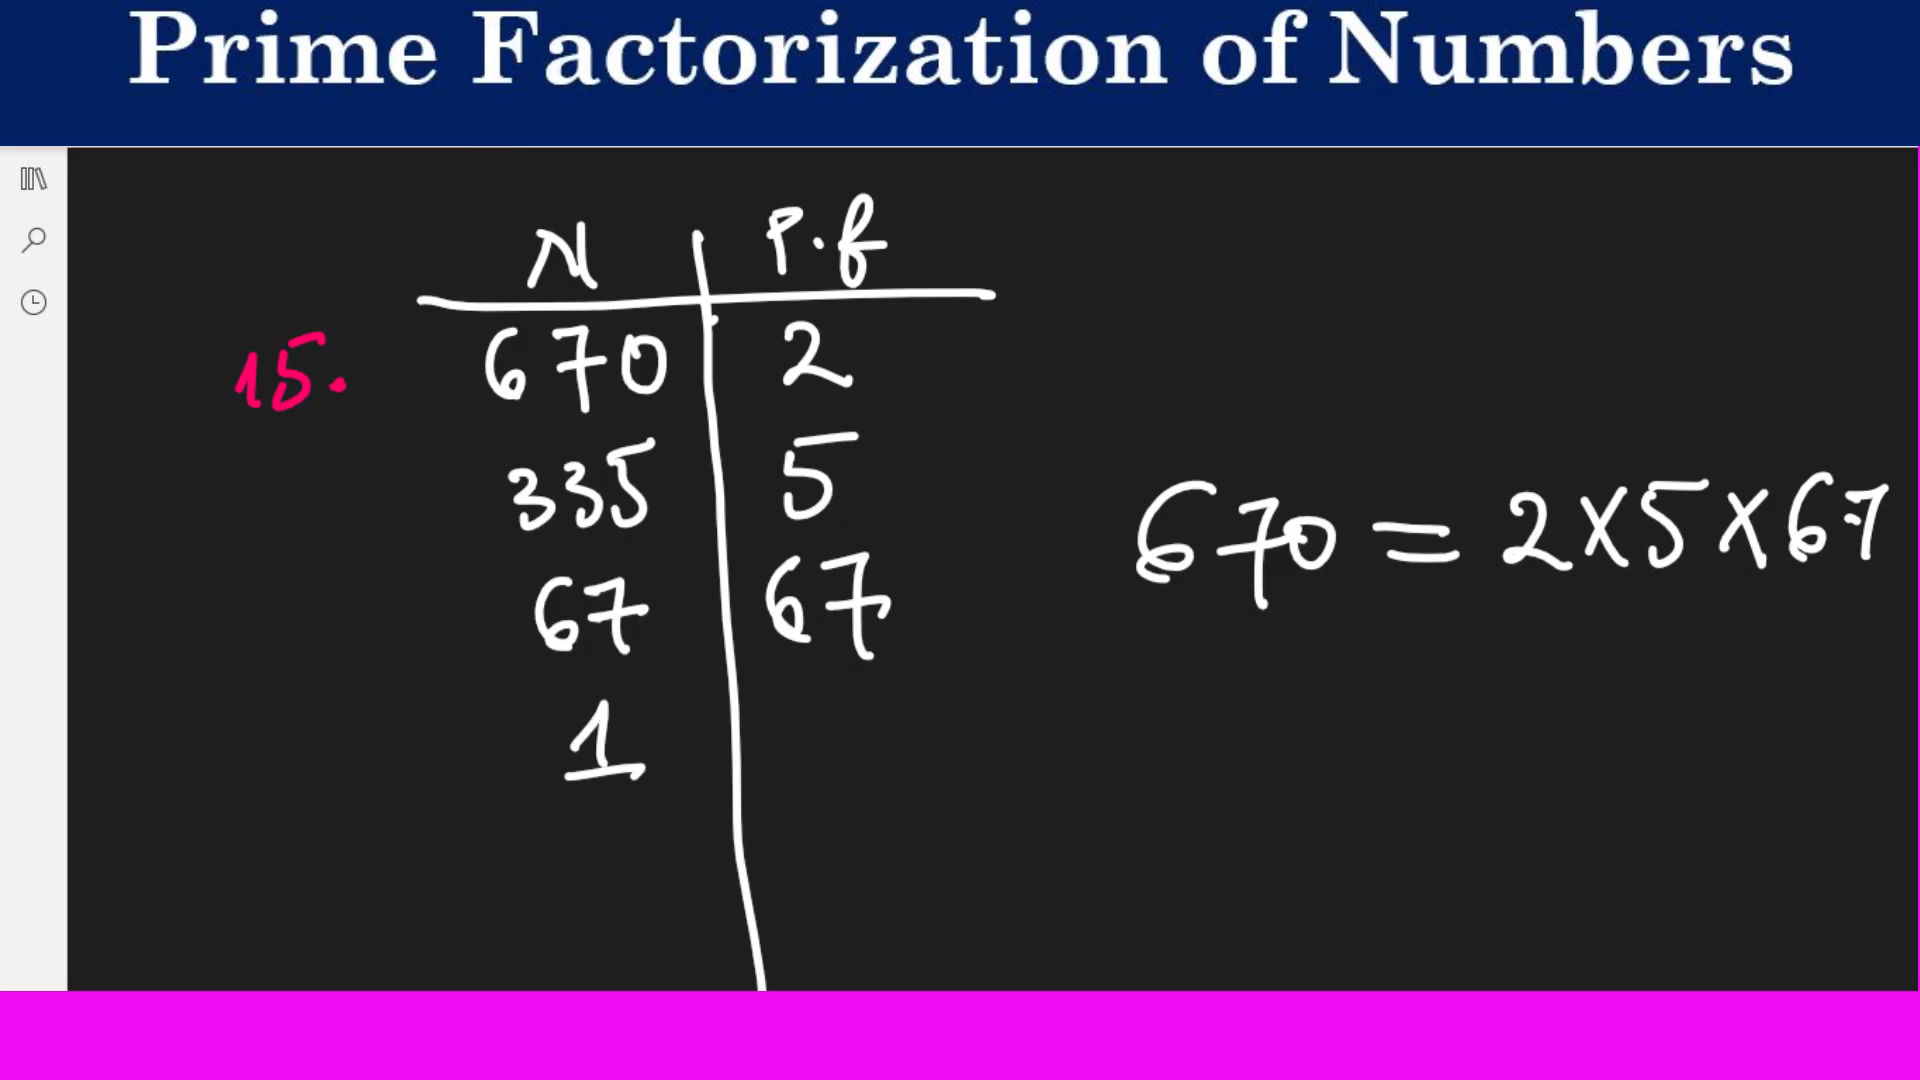 Prime Factorization of Numbers
N P.f
15. 670 2
335 5
670 = 2X5X67
67 67
1